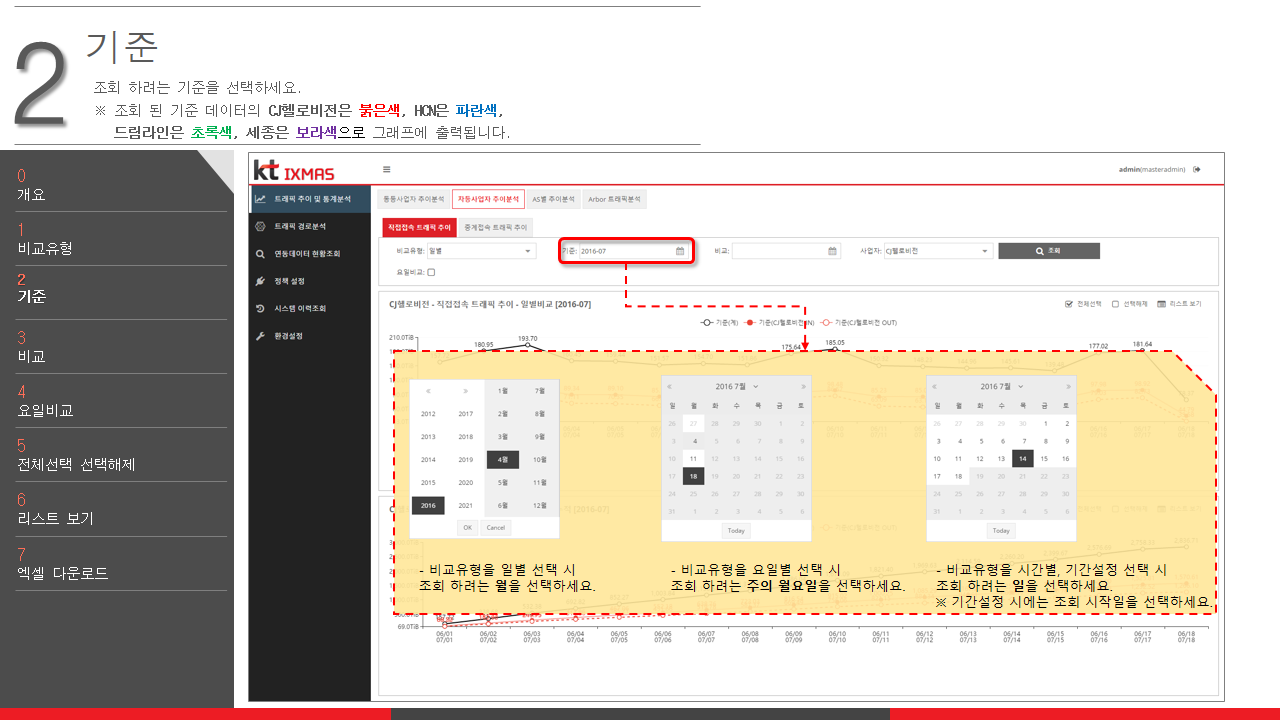 2
기준
조회 하려는 기준을 선택하세요.
※ 조회 된 기준 데이터의 CJ헬로비전은 붉은색, HCN은 파란색,
드림라인은 초록색, 세종은 보라색으로 그래프에 출력됩니다.
0
개요
1
비교유형
2
기준
3
비교
4
요일비교
5
전체선택 선택해제
6
리스트 보기
7
엑셀 다운로드
kt IXMAS
admin(masteradmin)
트래픽 추이 및 통계분석
트래픽 경로분석
연동데이터 현황조회
정책 설정
시스템 이력조회
환경설정
동등사업자 추이분석 차등사업자 추이분석 AS별 추이분석 Arbor 트래픽분석
직접접속 트래픽 추이 중계접속 트래픽 추이
비교유형: 일별 기준: 2016-07 비교: 사업자: CJ헬로비전 조회
요일비교:
CJ헬로비전 - 직접접속 트래픽 추이 - 일별비교 [2016-07] 전체선택 선택해제 리스트 보기
기준(계) 기준(CJ헬로비전 IN) 기준(CJ헬로비전 OUT)
210.0TiB
180.95 193.70 175.64 185.05 177.02 181.64
« » 1월 7월
2012 2017 2월 8월
2013 2018 3월 9월
2014 2019 4월 10월
2015 2020 5월 11월
2016 2021 6월 12월
OK Cancel
« 2016 7월 »
일 월 화 수 목 금 토
26 27 28 29 30 1 2
3 4 5 6 7 8 9
10 11 12 13 14 15 16
17 18 19 20 21 22 23
24 25 26 27 28 29 30
31 1 2 3 4 5 6
Today
« 2016 7월 »
일 월 화 수 목 금 토
26 27 28 29 30 1 2
3 4 5 6 7 8 9
10 11 12 13 14 15 16
17 18 19 20 21 22 23
24 25 26 27 28 29 30
31 1 2 3 4 5 6
Today
- 비교유형을 일별 선택 시
조회 하려는 월을 선택하세요.
- 비교유형을 요일별 선택 시
조회 하려는 주의 월요일을 선택하세요.
- 비교유형을 시간별, 기간설정 선택 시
조회 하려는 일을 선택하세요.
※ 기간설정 시에는 조회 시작일을 선택하세요.
69.0TiB
06/01 06/02 06/03 06/04 06/05 06/06 06/07 06/08 06/09 06/10 06/11 06/12 06/13 06/14 06/15 06/16 06/17 06/18
07/01 07/02 07/03 07/04 07/05 07/06 07/07 07/08 07/09 07/10 07/11 07/12 07/13 07/14 07/15 07/16 07/17 07/18